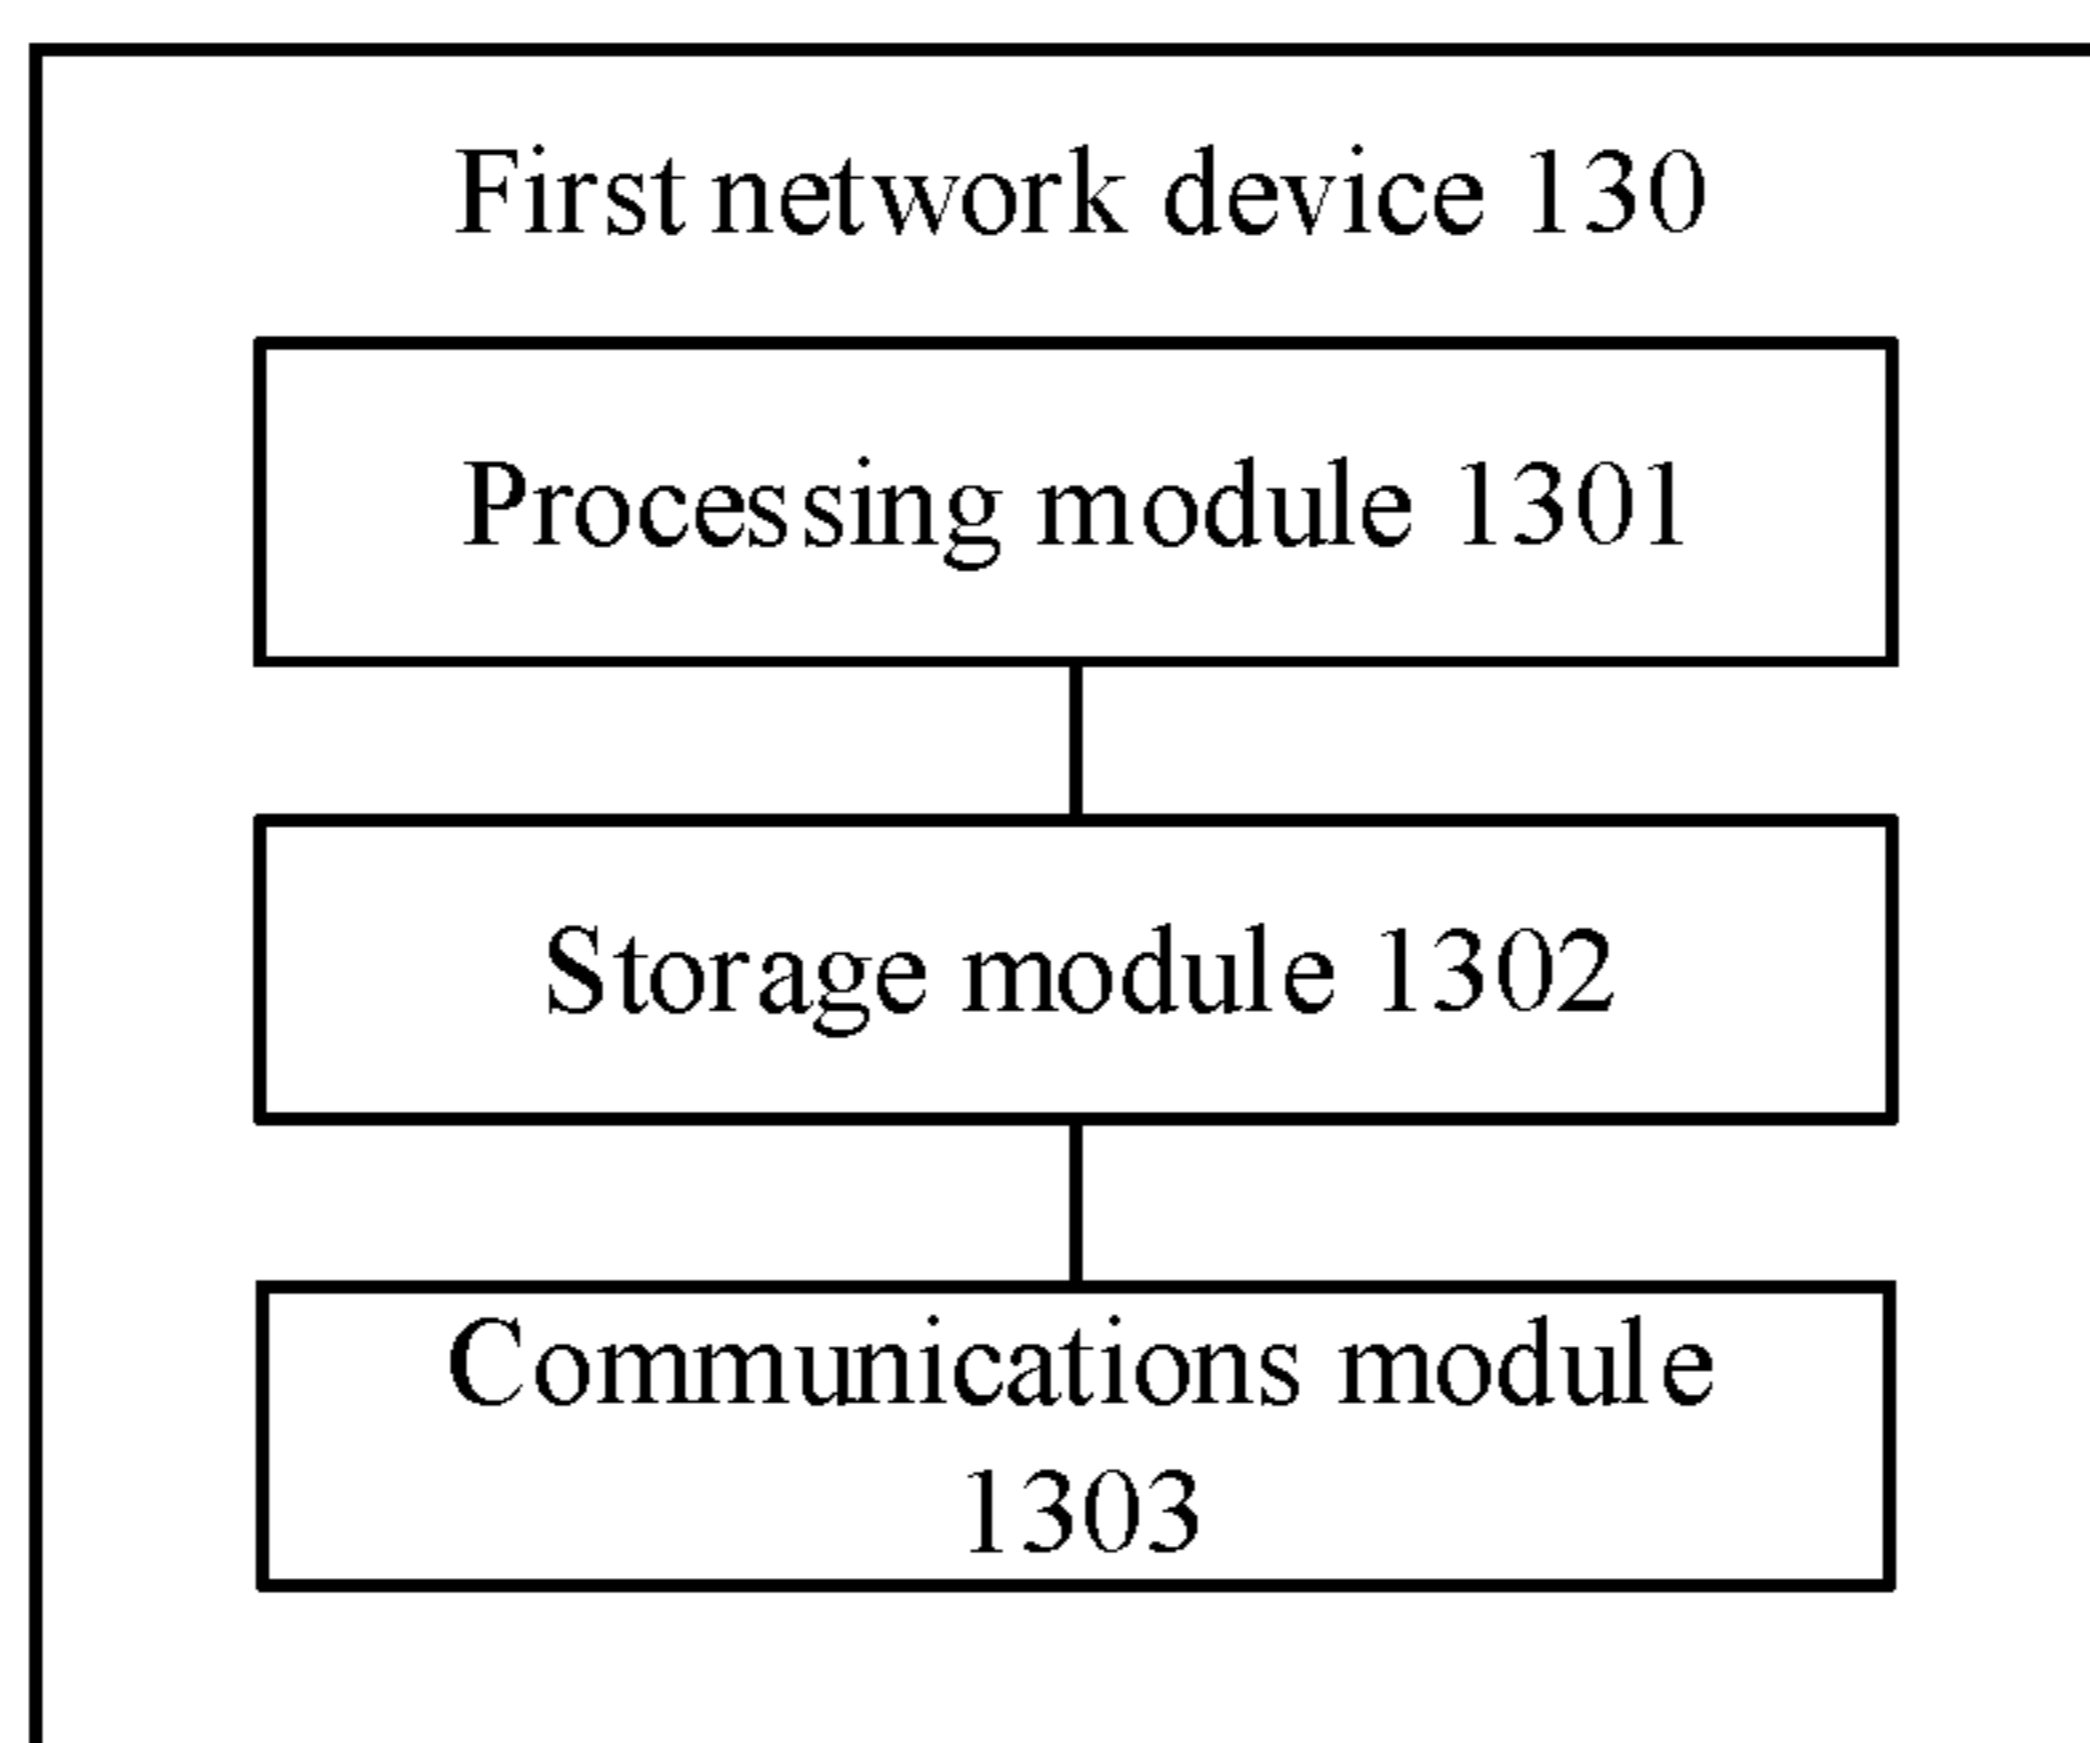 First network device 130
Processing module 1301
Storage module 1302
Communications module
1303